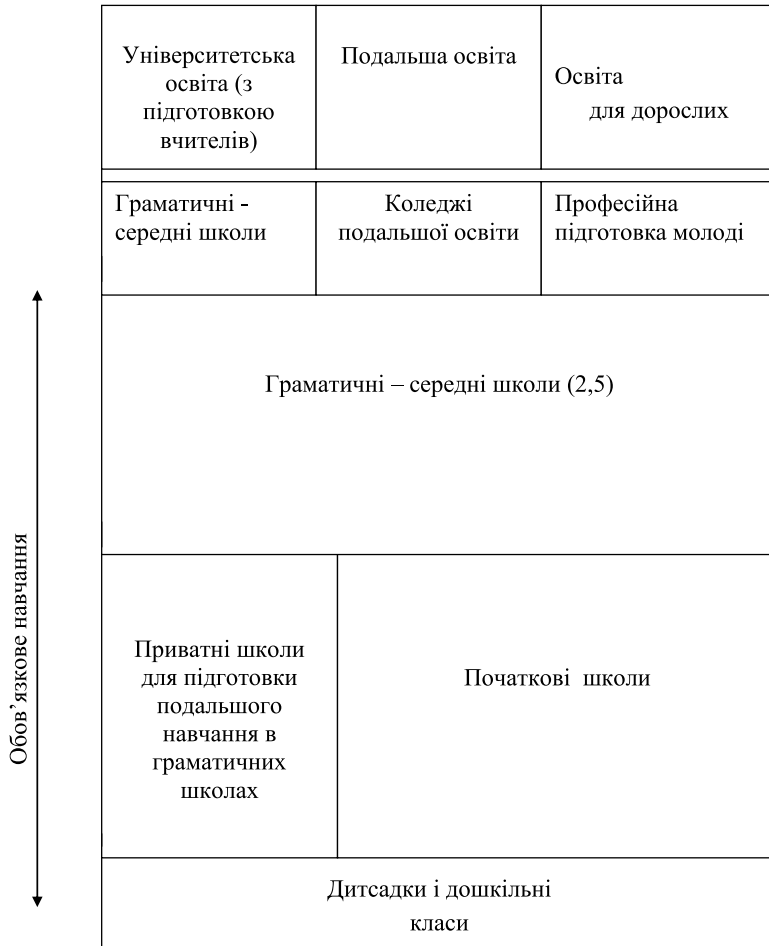 Університетська
освіта (з
підготовкою
вчителів)
Подальша освіта
Освіта
для дорослих
Граматичні -
середні школи
Коледжі
подальшої освіти
Професійна
підготовка молоді
Граматичні – середні школи (2,5)
Обов’язкове навчання
Приватні школи
для підготовки
подальшого
навчання в
граматичних
школах
Початкові школи
Дитсадки і дошкільні
класи